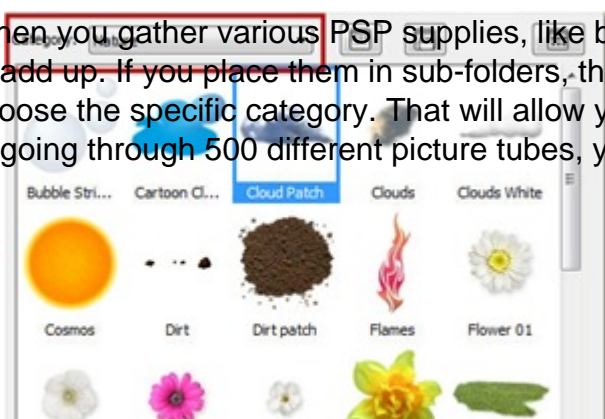 hen you gather various PSP supplies, like b
Category: Nature
add up. If you place them in sub-folders, th
oose the specific category. That will allow y
going through 500 different picture tubes, y
Bubble Stri... Cartoon Cl... Cloud Patch Clouds Clouds White
Cosmos Dirt Dirt patch Flames Flower 01